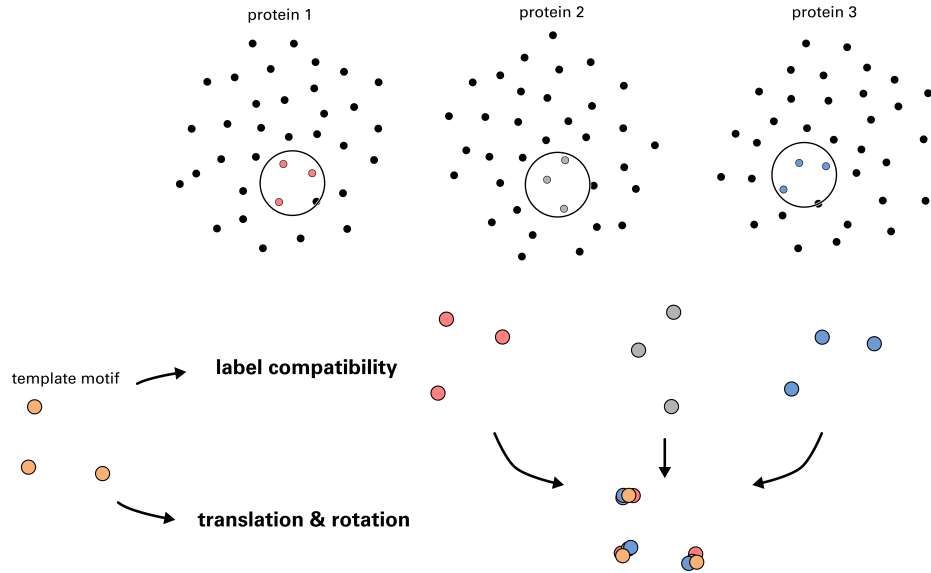 protein 1
protein 2
protein 3
label compatibility
template motif
translation & rotation